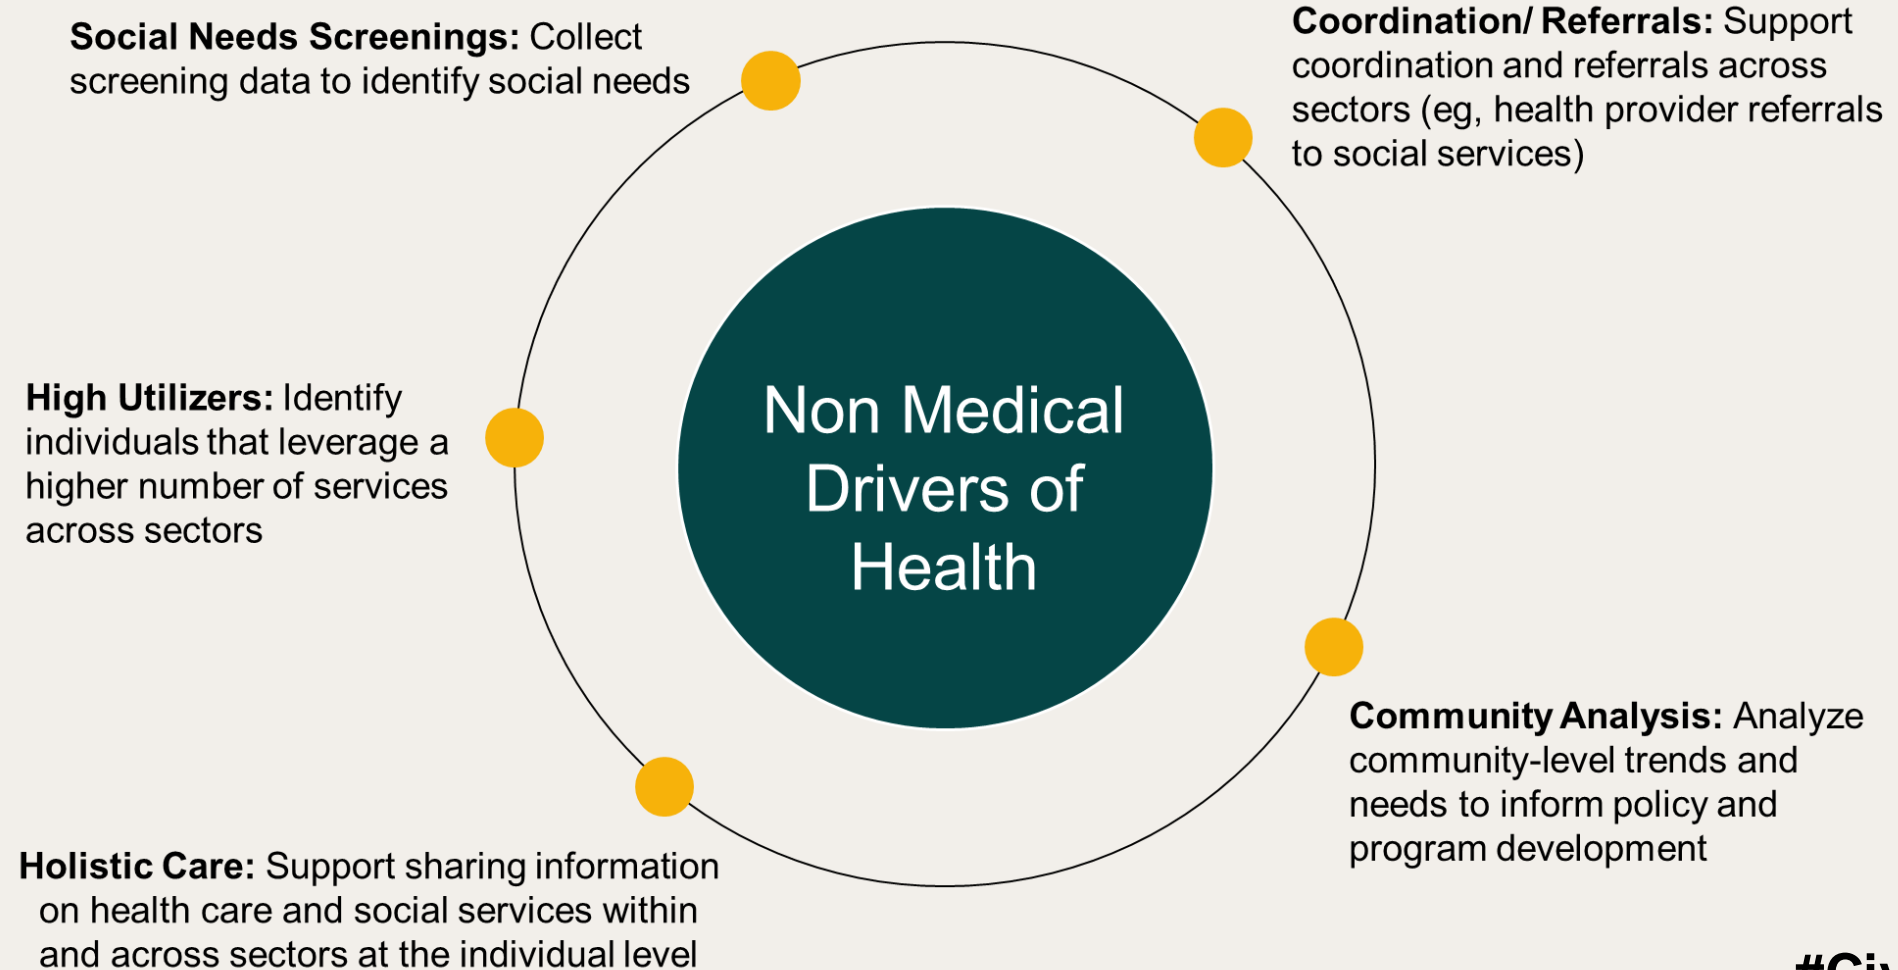 Social Needs Screenings: Collect
screening data to identify social needs
Coordination/ Referrals: Support
coordination and referrals across
sectors (eg, health provider referrals
to social services)
High Utilizers: Identify
individuals that leverage a
higher number of services
across sectors
Non Medical
Drivers of
Health
Community Analysis: Analyze
community-level trends and
needs to inform policy and
program development
Holistic Care: Support sharing information
on health care and social services within
and across sectors at the individual level